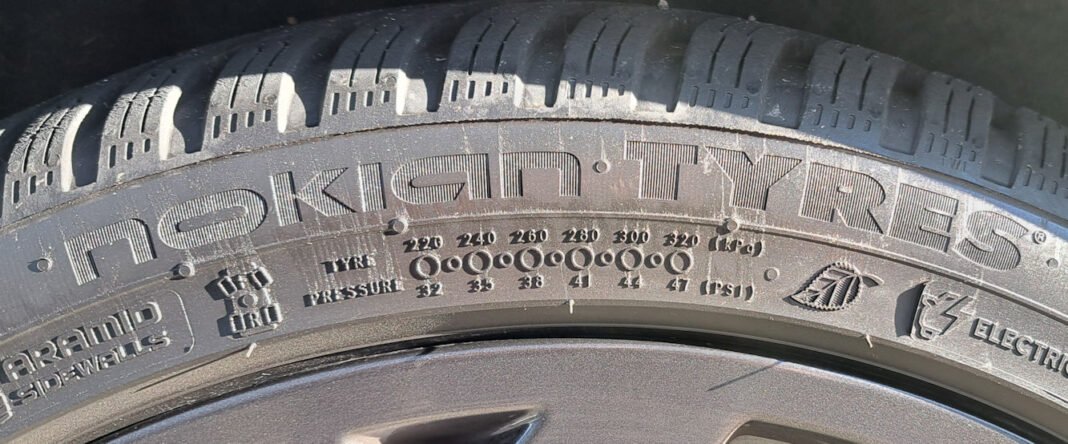 nokian TYRES®
220 240 260 280 300 320 (kPa)
TYRE
PRESSURE
32 35 38 41 44 47 (PSI)
ARAMID
SIDEWALLS
ELECTRIC